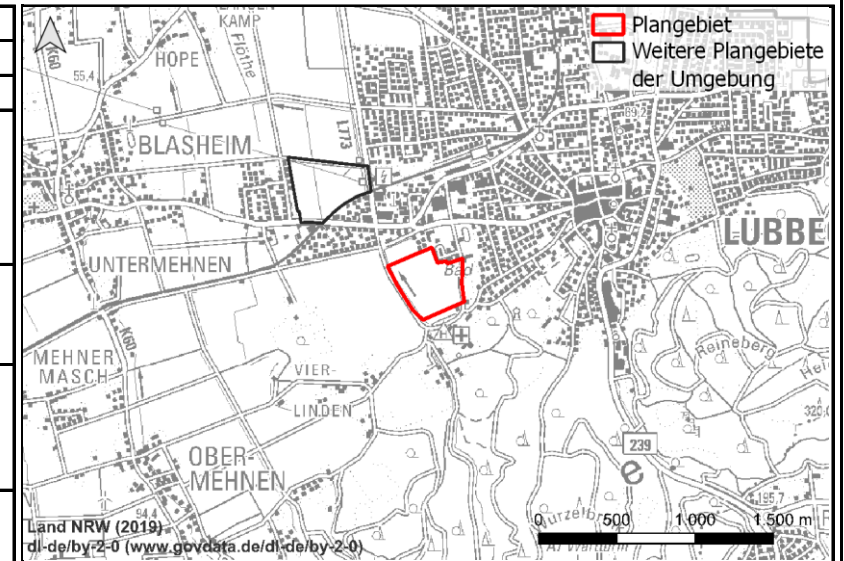 KAMP
Plangebiet
Weitere Plangebiete
der Umgebung
K60
HOPE
Flöthe
55,4
L773
69,2
BLASHEIM
LÜBBE
UNTERMEHNEN
Bad
K60
MEHNER
MASCH
VIER-
LINDEN
Reineberg
320,
OBER-
MEHNEN
239
e
94,4
195,7
Land NRW (2019)
dl-de/by-2-0 (www.govdata.de/dl-de/by-2-0)
0 500 1 000 1 500 m